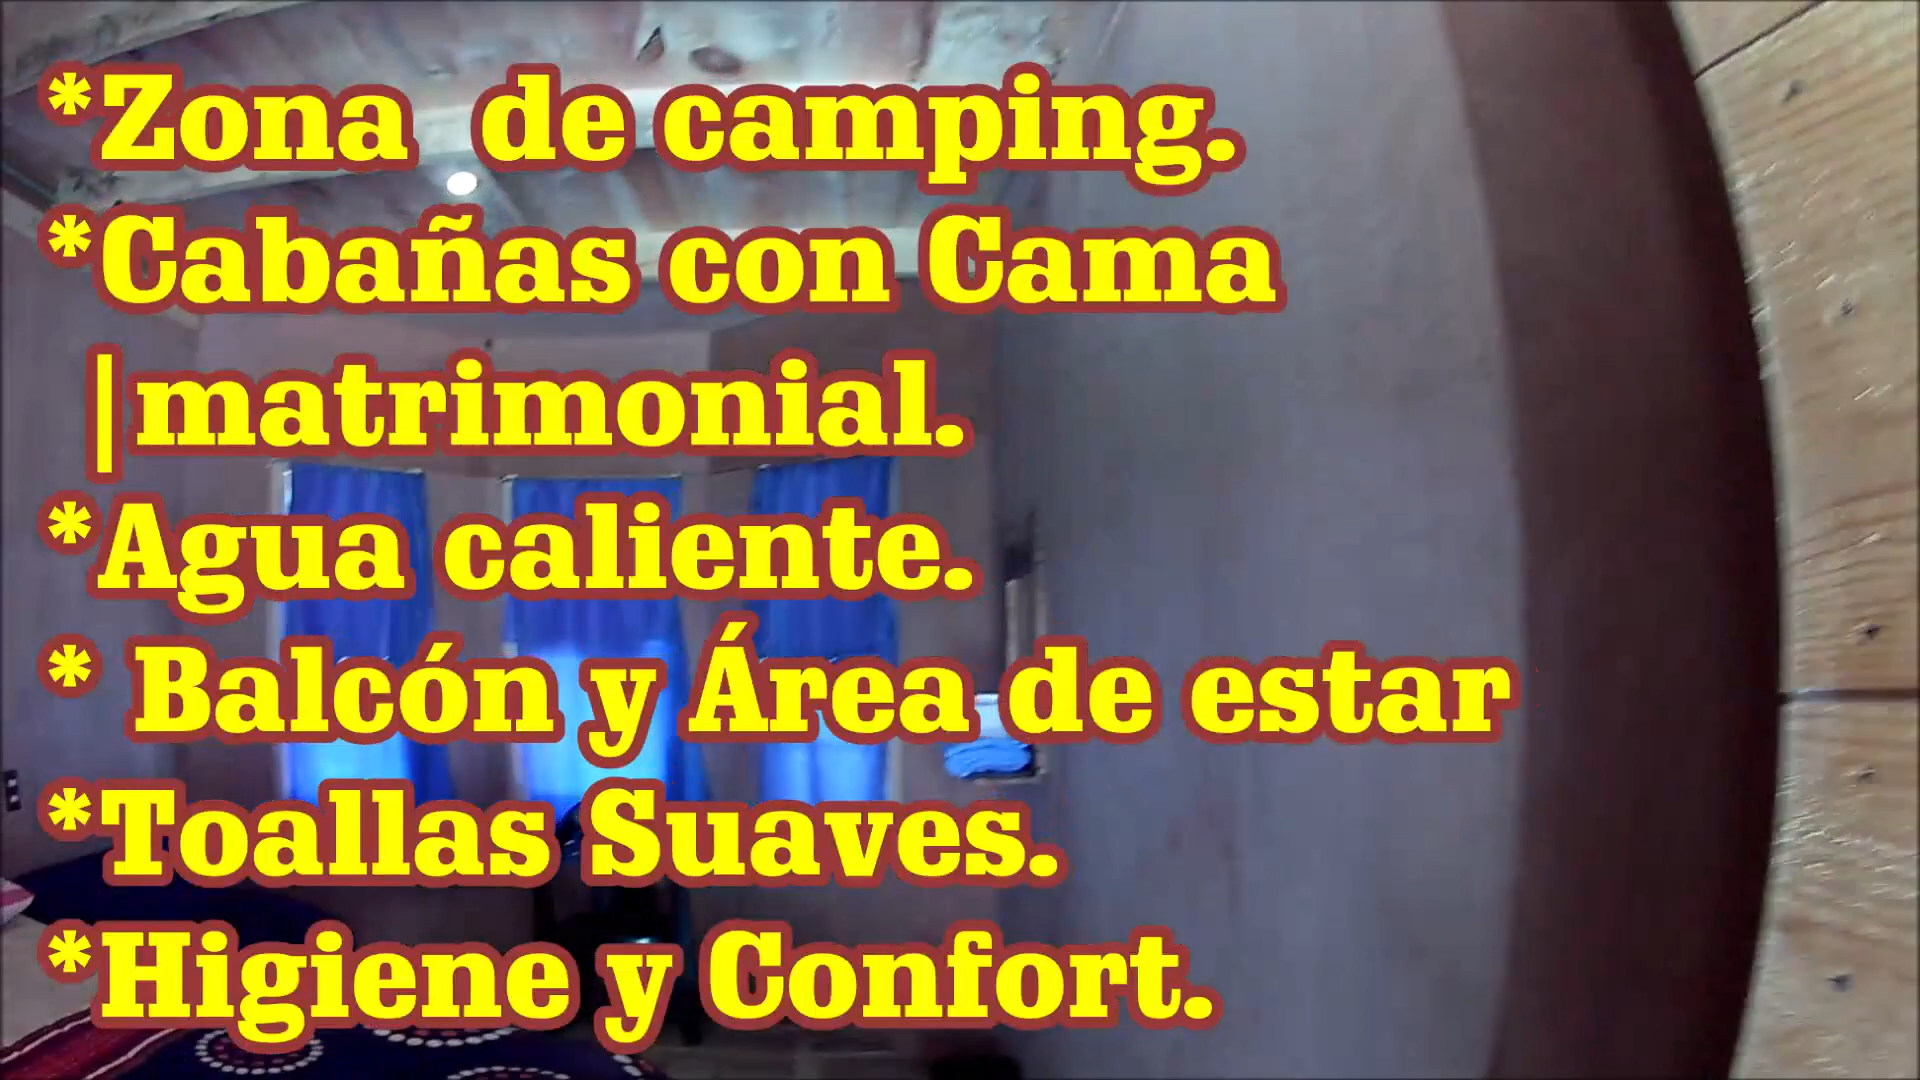 *Zona  de camping.
*Cabañas con Cama
|matrimonial.
*Agua caliente.
* Balcón y Área de estar
*Toallas Suaves.
*Higiene y Confort.